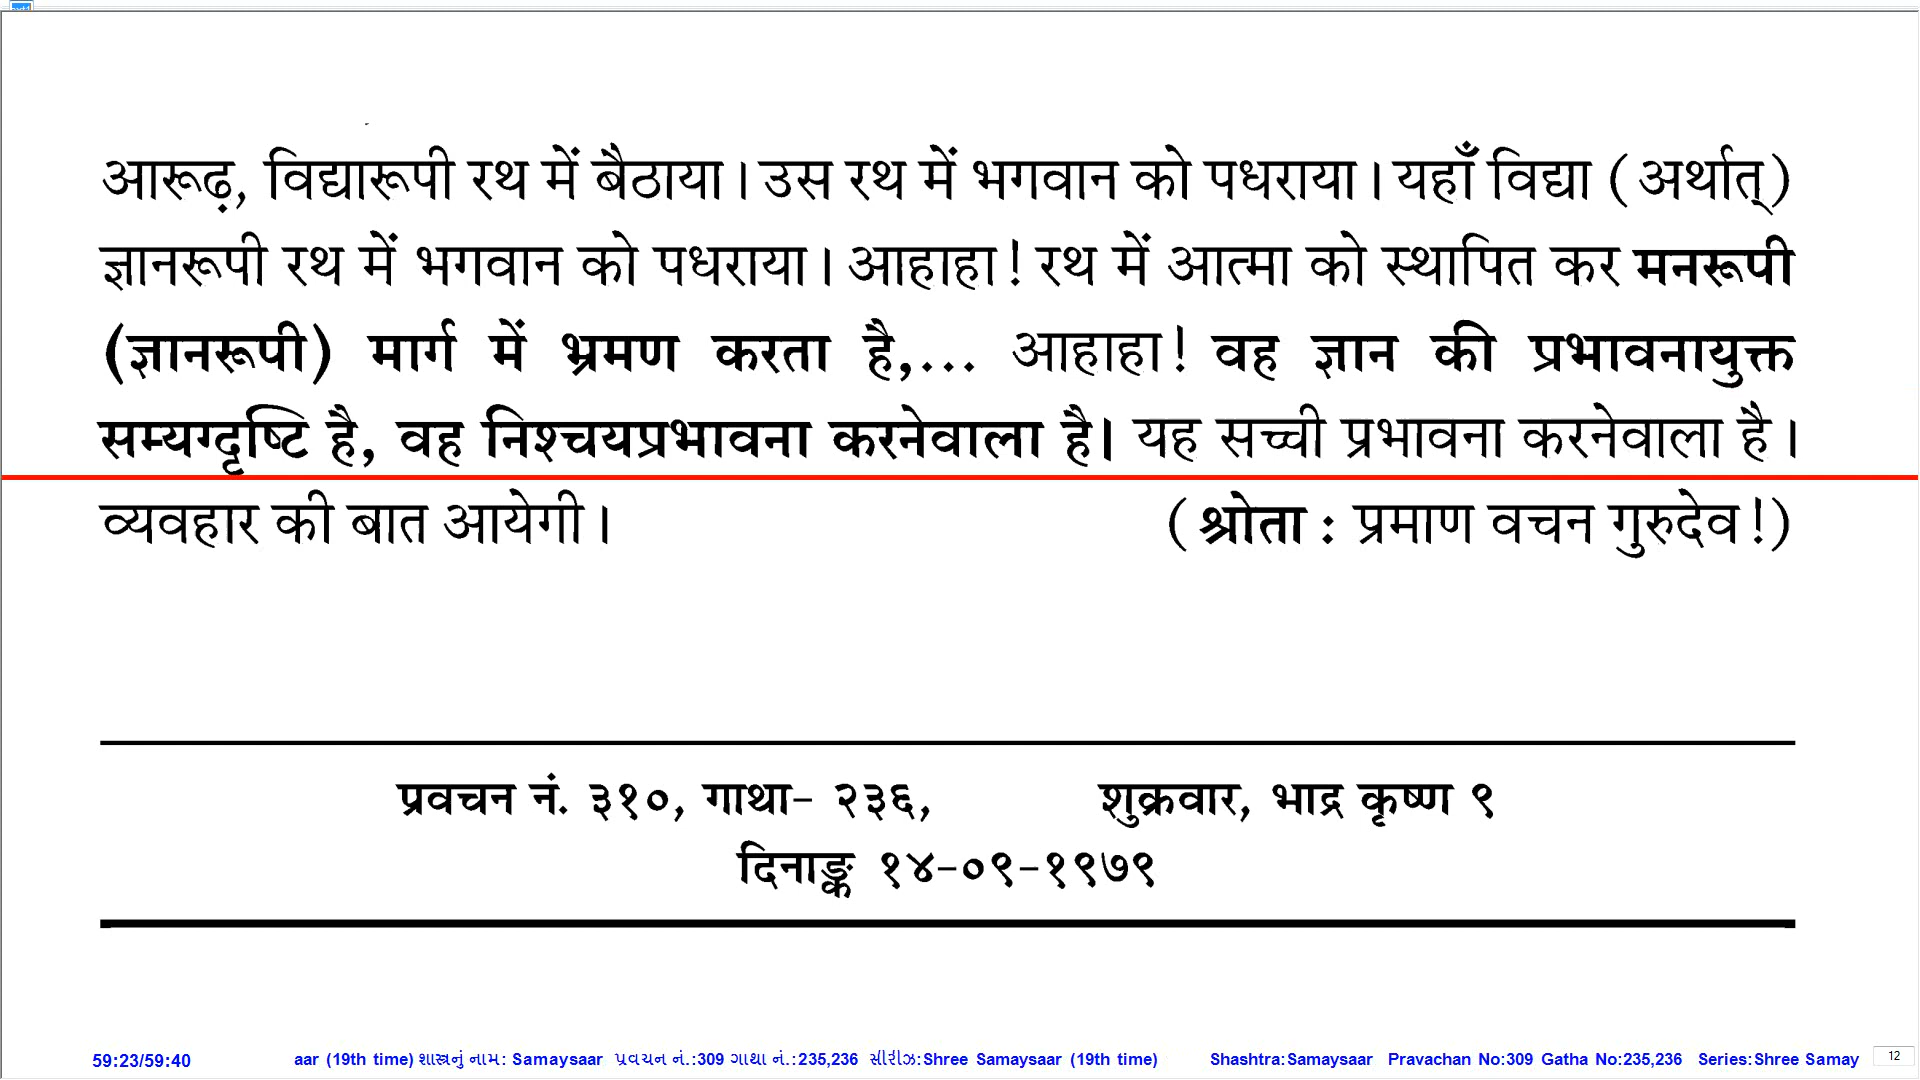 आरूढ़, विद्यारूपी रथ में बैठाया। उस रथ में भगवान को पधराया। यहाँ विद्या (अर्थात्)
ज्ञानरूपी रथ में भगवान को पधराया। आहाहा! रथ में आत्मा को स्थापित कर मनरूपी
(ज्ञानरूपी) मार्ग में भ्रमण करता है,... आहाहा! वह ज्ञान की प्रभावनायुक्त
सम्यग्दृष्टि है, वह निश्चयप्रभावना करनेवाला है। यह सच्ची प्रभावना करनेवाला है।
व्यवहार की बात आयेगी। (श्रोता : प्रमाण वचन गुरुदेव!)
प्रवचन नं. ३१०, गाथा- २३६, शुक्रवार, भाद्र कृष्ण ९
दिनाङ्क १४-०९-१९७९
59:23/59:40 aar (19th time) શાસ્ત્રનું નામ: Samaysaar પ્રવચન નં.:309 ગાથા નં.:235,236 સીરીઝ:Shree Samaysaar (19th time) Shashtra:Samaysaar Pravachan No:309 Gatha No:235,236 Series:Shree Samay 12